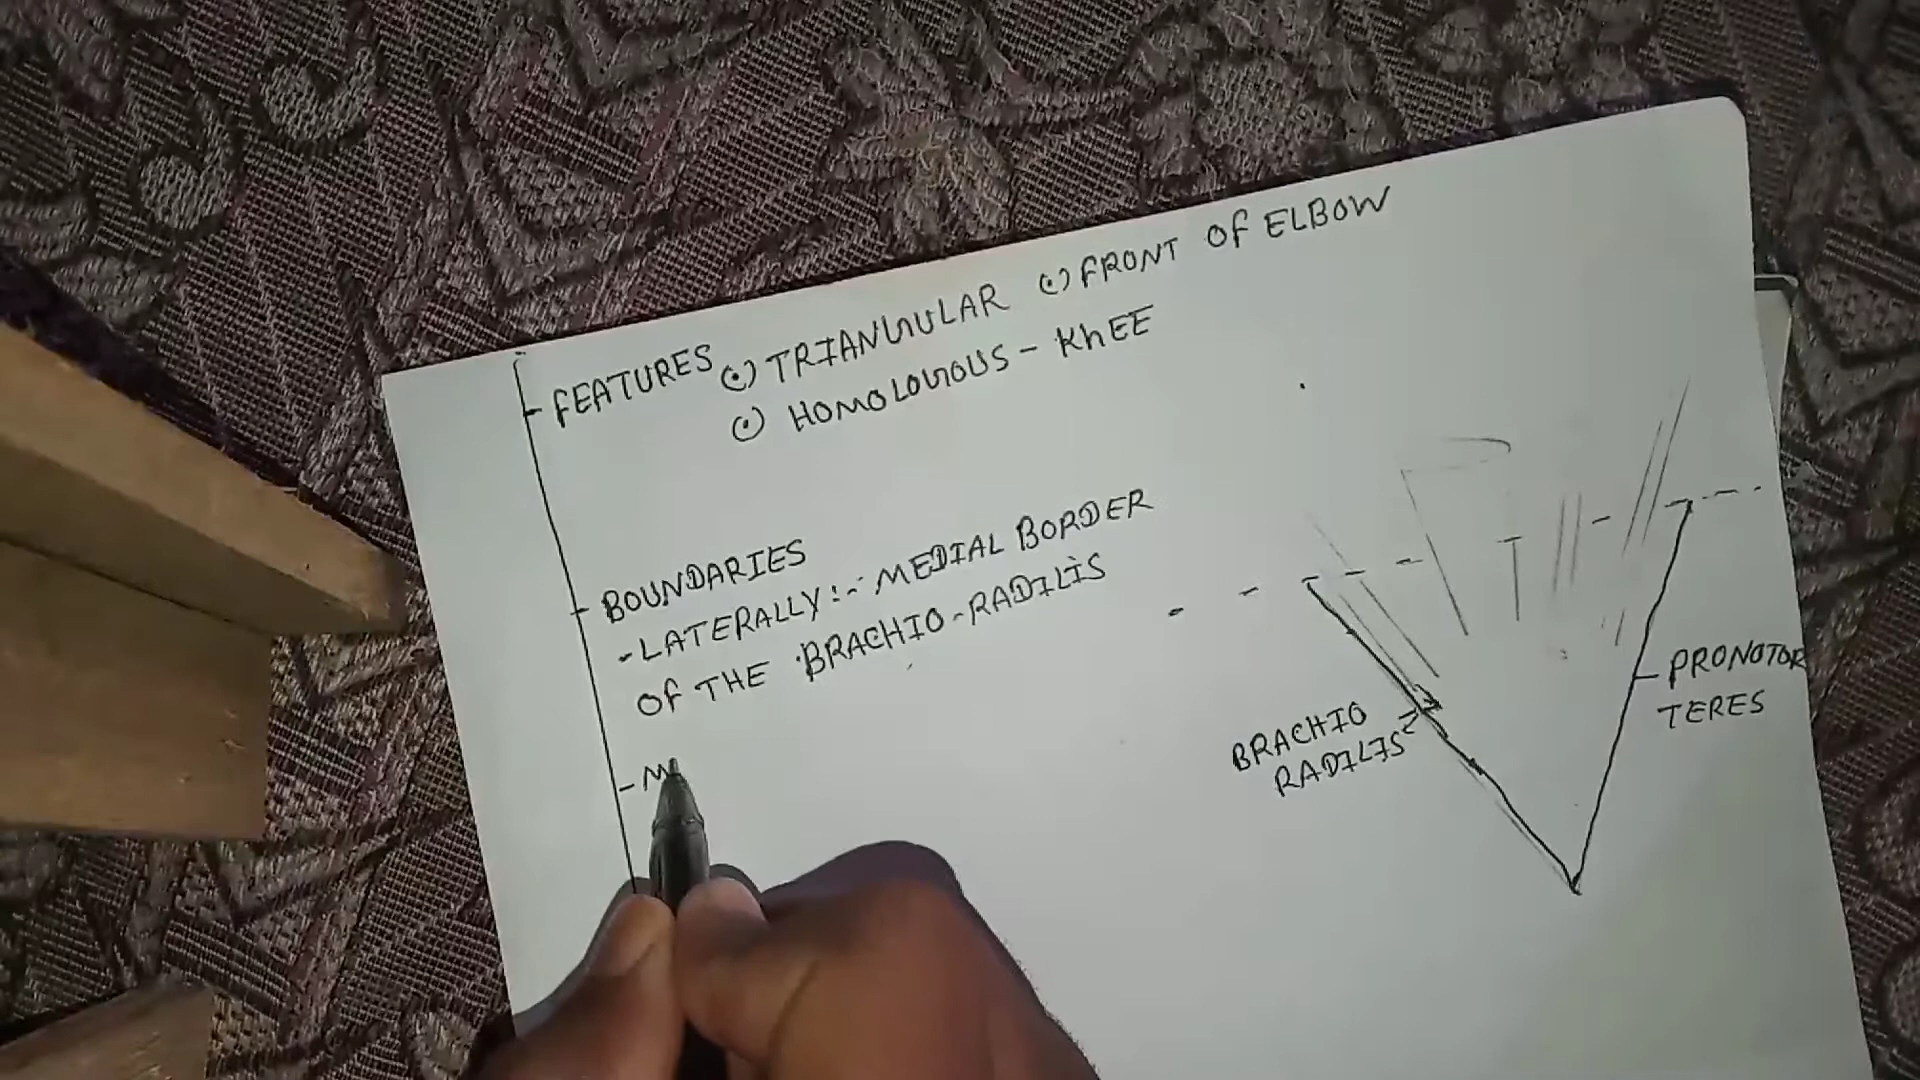 FEATURES (.) TRIANGULAR (.) FRONT OF ELBOW
(.) HOMOLOGOUS - KNEE
BOUNDARIES
- LATERALLY :- MEDIAL BORDER
OF THE BRACHIO-RADILIS
- M
BRACHIO
RADILIS
PRONOTOR
TERES